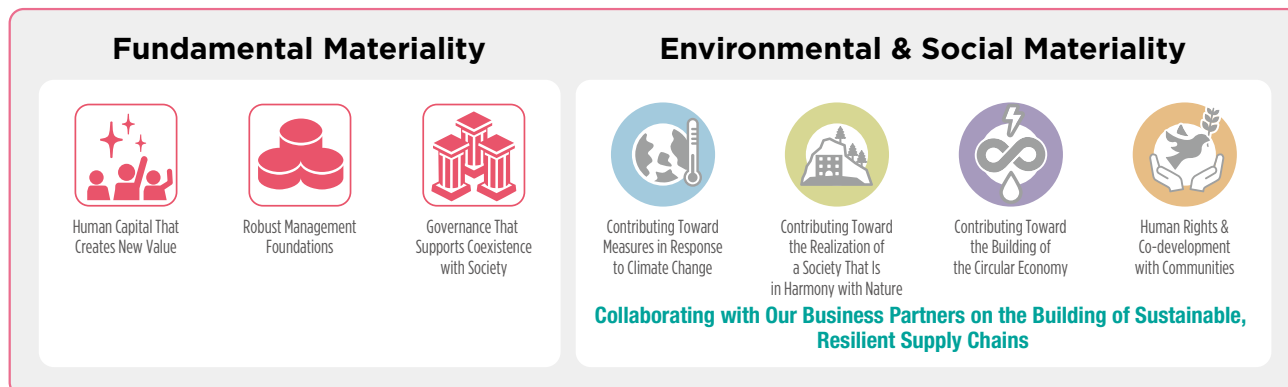 Fundamental Materiality
Human Capital That
Creates New Value
Robust Management
Foundations
Governance That
Supports Coexistence
with Society
Environmental & Social Materiality
Contributing Toward
Measures in Response
to Climate Change
Contributing Toward
the Realization of
a Society That Is
in Harmony with Nature
Contributing Toward
the Building of
the Circular Economy
Human Rights &
Co-development
with Communities
Collaborating with Our Business Partners on the Building of Sustainable,
Resilient Supply Chains